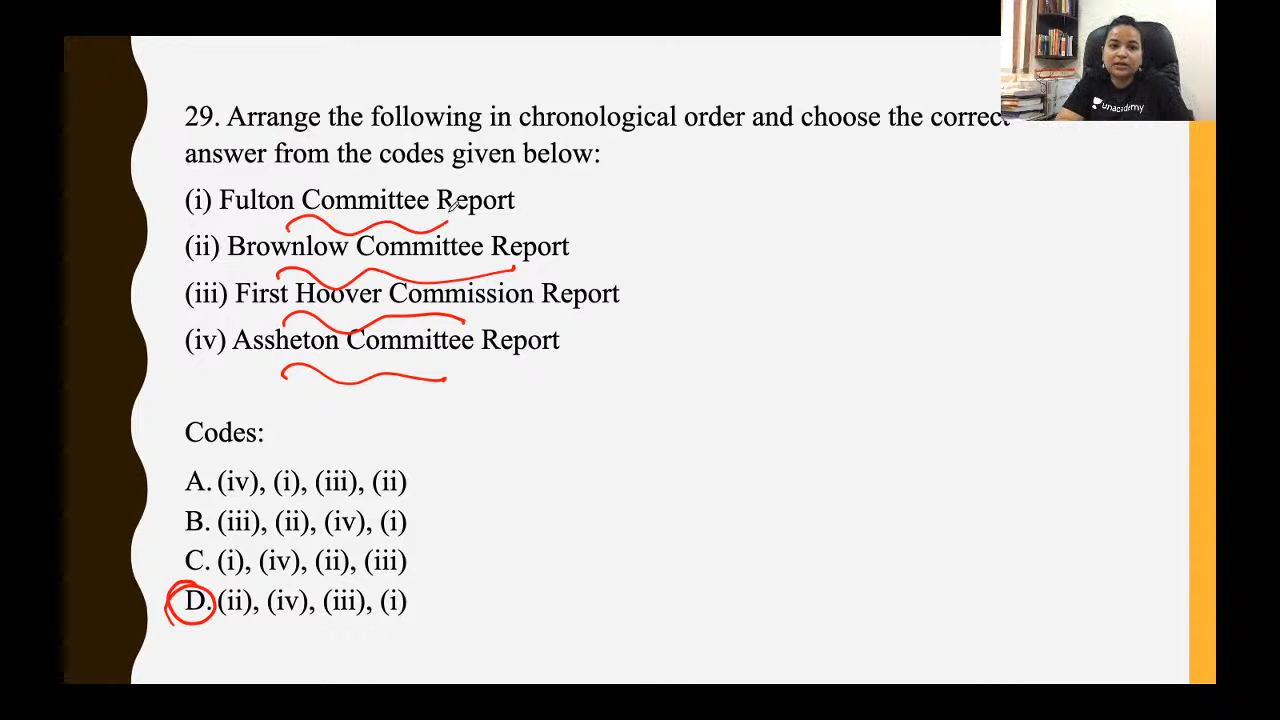 unacademy
29. Arrange the following in chronological order and choose the correct
answer from the codes given below:
(i) Fulton Committee Report
(ii) Brownlow Committee Report
(iii) First Hoover Commission Report
(iv) Assheton Committee Report
Codes:
A. (iv), (i), (iii), (ii)
B. (iii), (ii), (iv), (i)
C. (i), (iv), (ii), (iii)
D. (ii), (iv), (iii), (i)